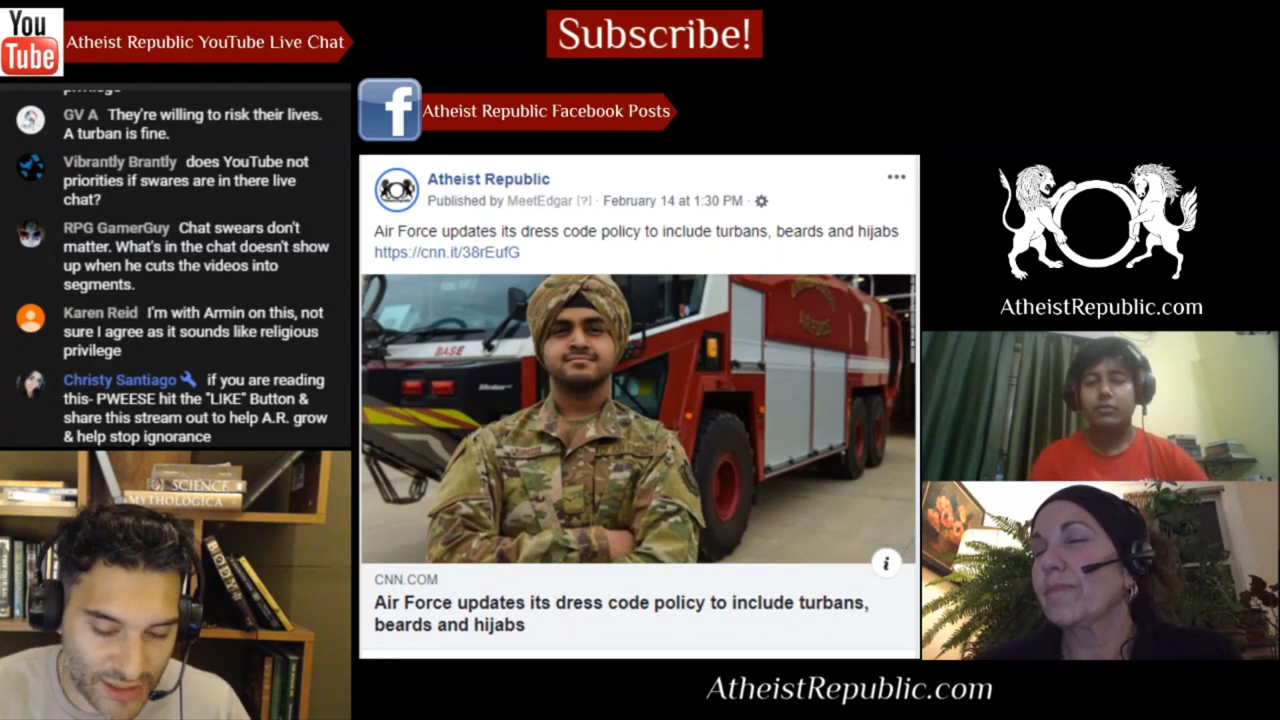 You
Tube
Atheist Republic YouTube Live Chat
Subscribe!
Atheist Republic Facebook Posts
GV A They're willing to risk their lives.
A turban is fine.
Vibrantly Brantly does YouTube not
priorities if swares are in there live
chat?
RPG GamerGuy Chat swears don't
matter. What's in the chat doesn't show
up when he cuts the videos into
segments.
Karen Reid I'm with Armin on this, not
sure I agree as it sounds like religious
privilege
Christy Santiago if you are reading
this- PWEESE hit the "LIKE" Button &
share this stream out to help A.R. grow
& help stop ignorance
SCIENCE
MYTHOLOGICA
BODY
f
Atheist Republic
Published by MeetEdgar [?] · February 14 at 1:30 PM ·
Air Force updates its dress code policy to include turbans, beards and hijabs
https://cnn.it/38rEufG
BASE
Striker
CNN.COM
Air Force updates its dress code policy to include turbans,
beards and hijabs
AtheistRepublic.com
AtheistRepublic.com